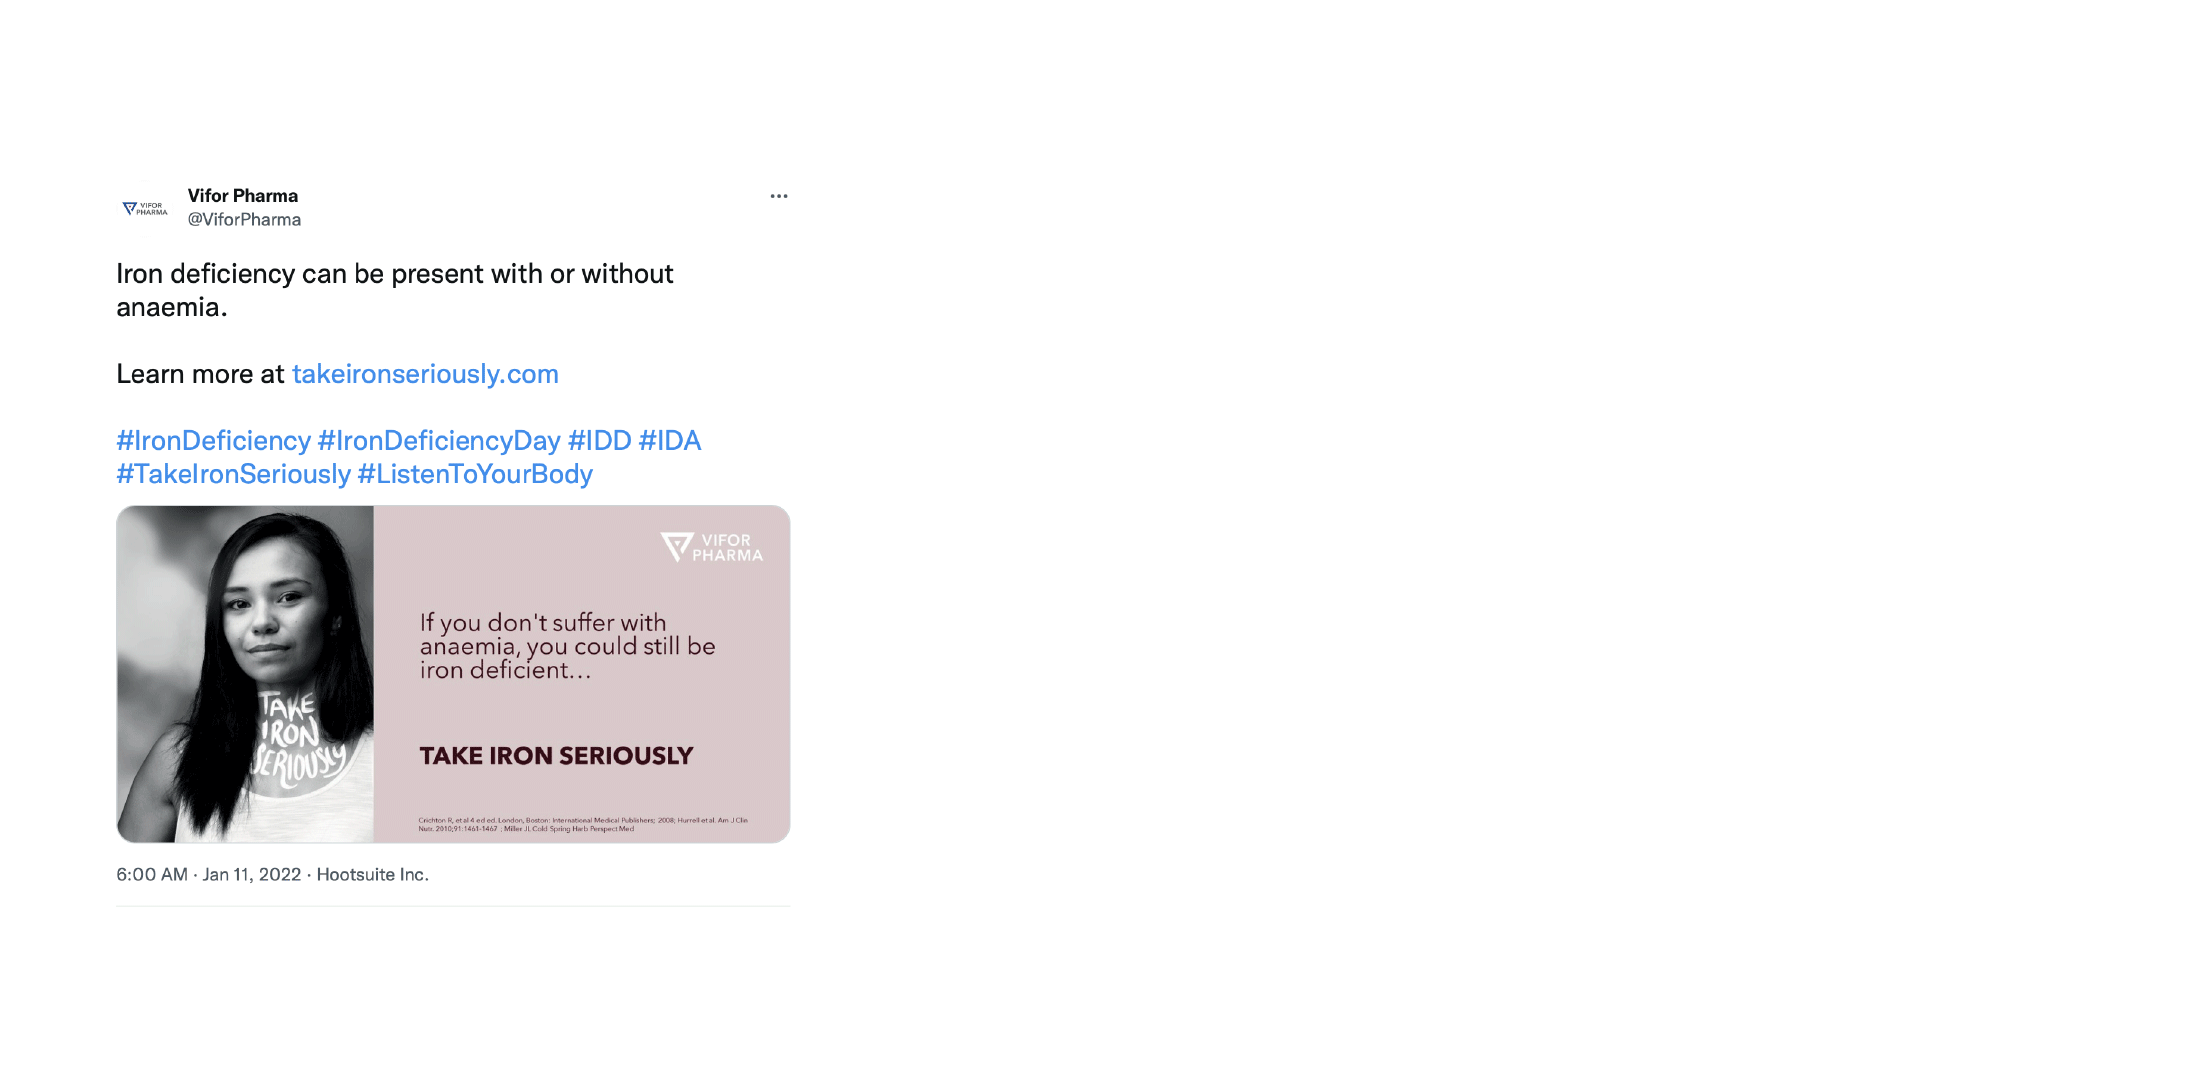 VIFOR
PHARMA
Vifor Pharma
@ViforPharma
Iron deficiency can be present with or without
anaemia.
Learn more at takeironseriously.com
#IronDeficiency #IronDeficiencyDay #IDD #IDA
#TakeIronSeriously #ListenToYourBody
TAKE
IRON
SERIOUSLY
VIFOR
PHARMA
If you don't suffer with
anaemia, you could still be
iron deficient...
TAKE IRON SERIOUSLY
Crichton R, et al 4 ed ed. London, Boston: International Medical Publishers; 2008; Hurrell et al. Am J Clin
Nutr. 2010;91:1461-1467 ; Miller JL Cold Spring Harb Perspect Med
6:00 AM · Jan 11, 2022 · Hootsuite Inc.